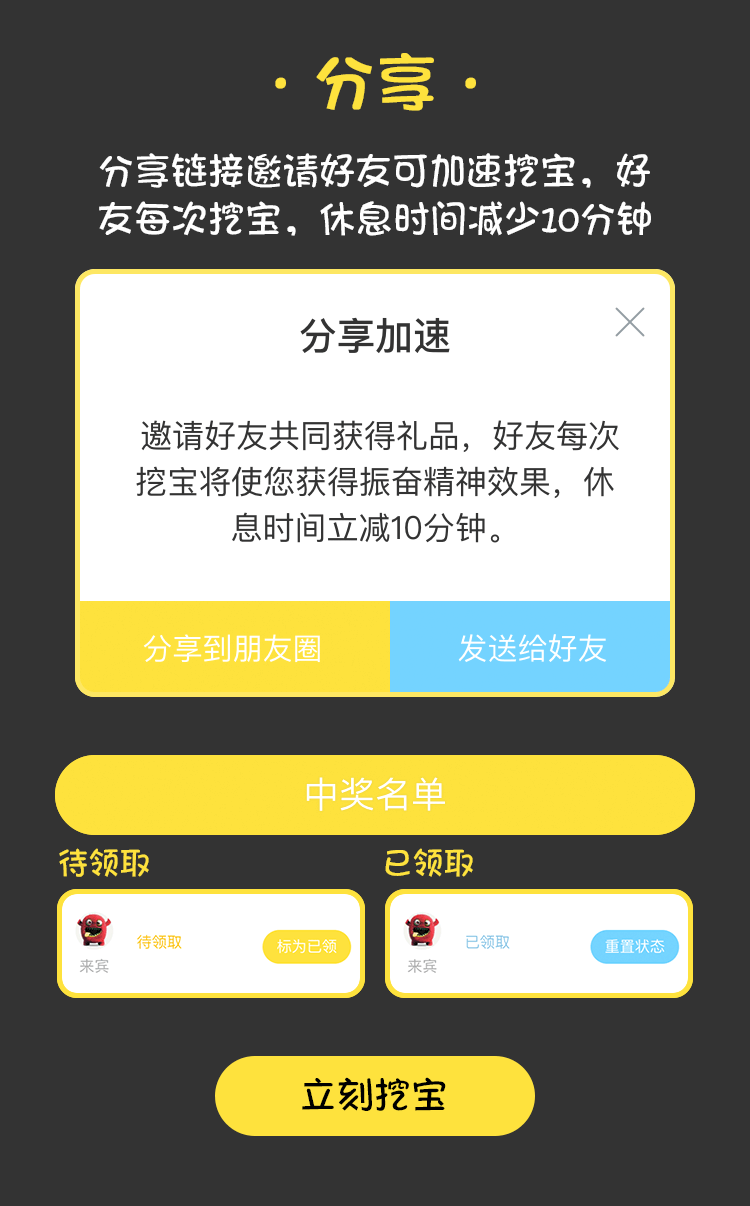 · 分享 ·
分享链接邀请好友可加速挖宝，好
友每次挖宝，休息时间减少10分钟
分享加速
邀请好友共同获得礼品，好友每次
挖宝将使您获得振奋精神效果，休
息时间立减10分钟。
分享到朋友圈
发送给好友
中奖名单
待领取
已领取
待领取
标为已领
来宾
已领取
重置状态
来宾
立刻挖宝